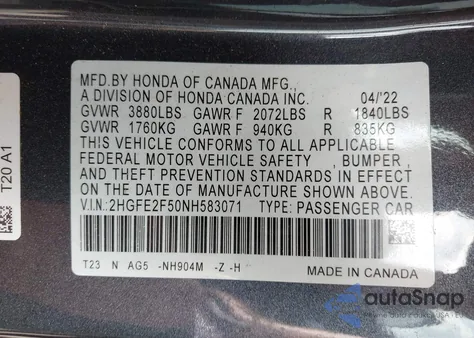 MFD.BY HONDA OF CANADA MFG.,
A DIVISION OF HONDA CANADA INC. 04/'22
GVWR 3880LBS GAWR F 2072LBS R 1840LBS
GVWR 1760KG GAWR F 940KG R 835KG
THIS VEHICLE CONFORMS TO ALL APPLICABLE
FEDERAL MOTOR VEHICLE SAFETY , BUMPER ,
AND THEFT PREVENTION STANDARDS IN EFFECT
ON THE DATE OF MANUFACTURE SHOWN ABOVE.
V.I.N:2HGFE2F50NH583071 TYPE: PASSENGER CAR
T23 N AG5 -NH904M -Z -H
MADE IN CANADA
T20 A1
autoSnap